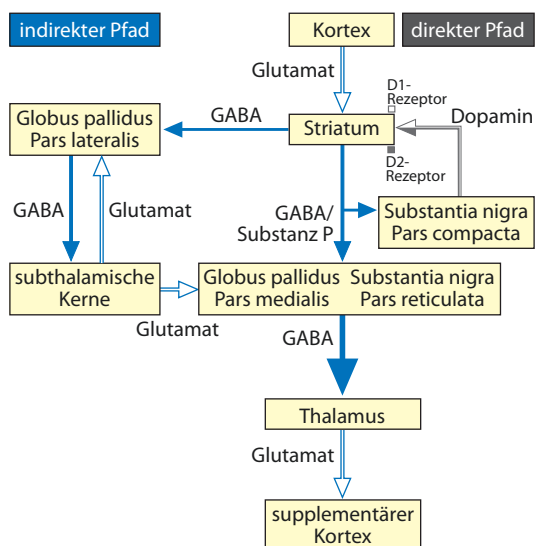 indirekter Pfad
Kortex
direkter Pfad
Glutamat
D1-
Rezeptor
Dopamin
GABA
Globus pallidus
Pars lateralis
Striatum
D2-
Rezeptor
GABA
Glutamat
GABA/
Substanz P
Substantia nigra
Pars compacta
subthalamische
Kerne
Globus pallidus
Pars medialis
Substantia nigra
Pars reticulata
Glutamat
GABA
Thalamus
Glutamat
supplementärer
Kortex